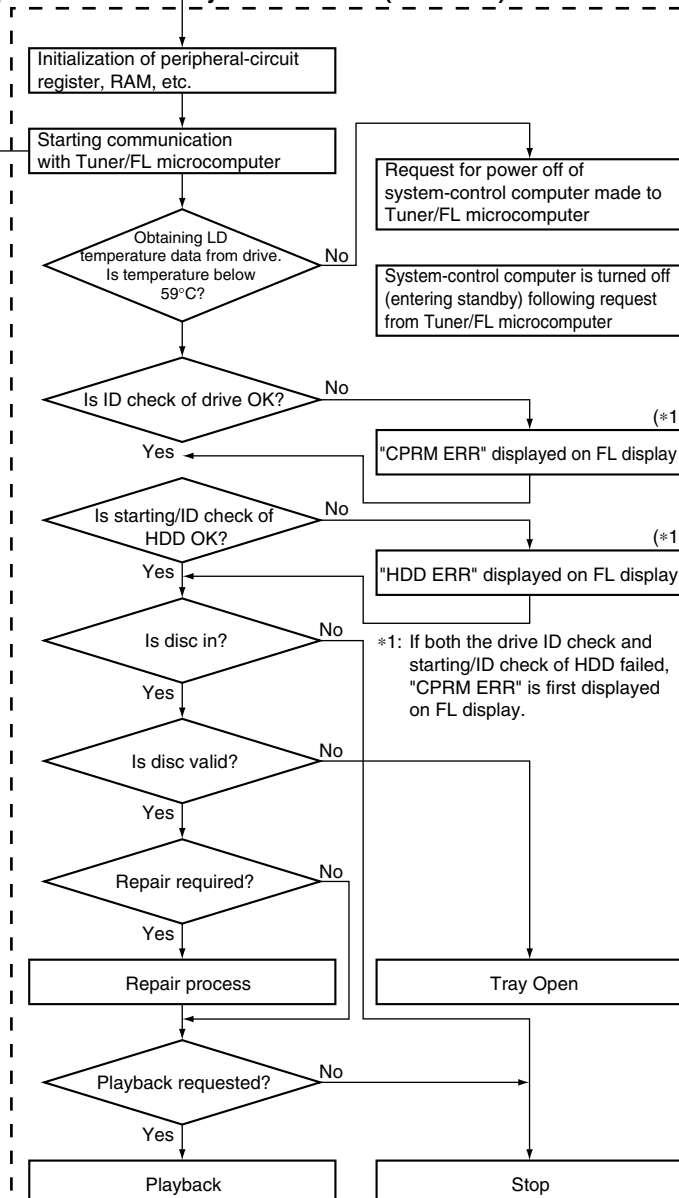 Initialization of peripheral-circuit
register, RAM, etc.
Starting communication
with Tuner/FL microcomputer
Request for power off of
system-control computer made to
Tuner/FL microcomputer
Obtaining LD
temperature data from drive.
Is temperature below
59°C?
No
System-control computer is turned off
(entering standby) following request
from Tuner/FL microcomputer
Is ID check of drive OK?
No
Yes
(*1
"CPRM ERR" displayed on FL display
Is starting/ID check of
HDD OK?
No
Yes
(*1
"HDD ERR" displayed on FL display
Is disc in?
No
Yes
*1: If both the drive ID check and
starting/ID check of HDD failed,
"CPRM ERR" is first displayed
on FL display.
Is disc valid?
No
Yes
Repair required?
No
Yes
Repair process
Tray Open
Playback requested?
No
Yes
Playback
Stop